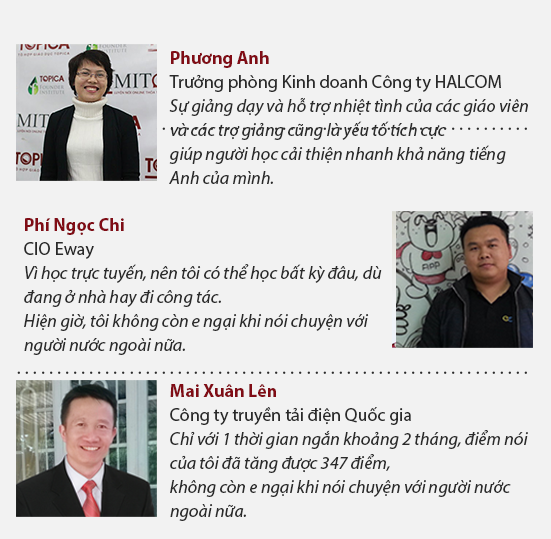 TOPICA
TOPICA
FOUNDER
INSTITUTE
MIT
TOPICA
Phương Anh
Trưởng phòng Kinh doanh Công ty HALCOM
Sự giảng dạy và hỗ trợ nhiệt tình của các giáo viên
và các trợ giảng cũng là yếu tố tích cực
giúp người học cải thiện nhanh khả năng tiếng
Anh của mình.
Phí Ngọc Chi
CIO Eway
Vì học trực tuyến, nên tôi có thể học bất kỳ đâu, dù
đang ở nhà hay đi công tác.
Hiện giờ, tôi không còn e ngại khi nói chuyện với
người nước ngoài nữa.
Mai Xuân Lên
Công ty truyền tải điện Quốc gia
Chỉ với 1 thời gian ngắn khoảng 2 tháng, điểm nói
của tôi đã tăng được 347 điểm,
không còn e ngại khi nói chuyện với người nước
ngoài nữa.